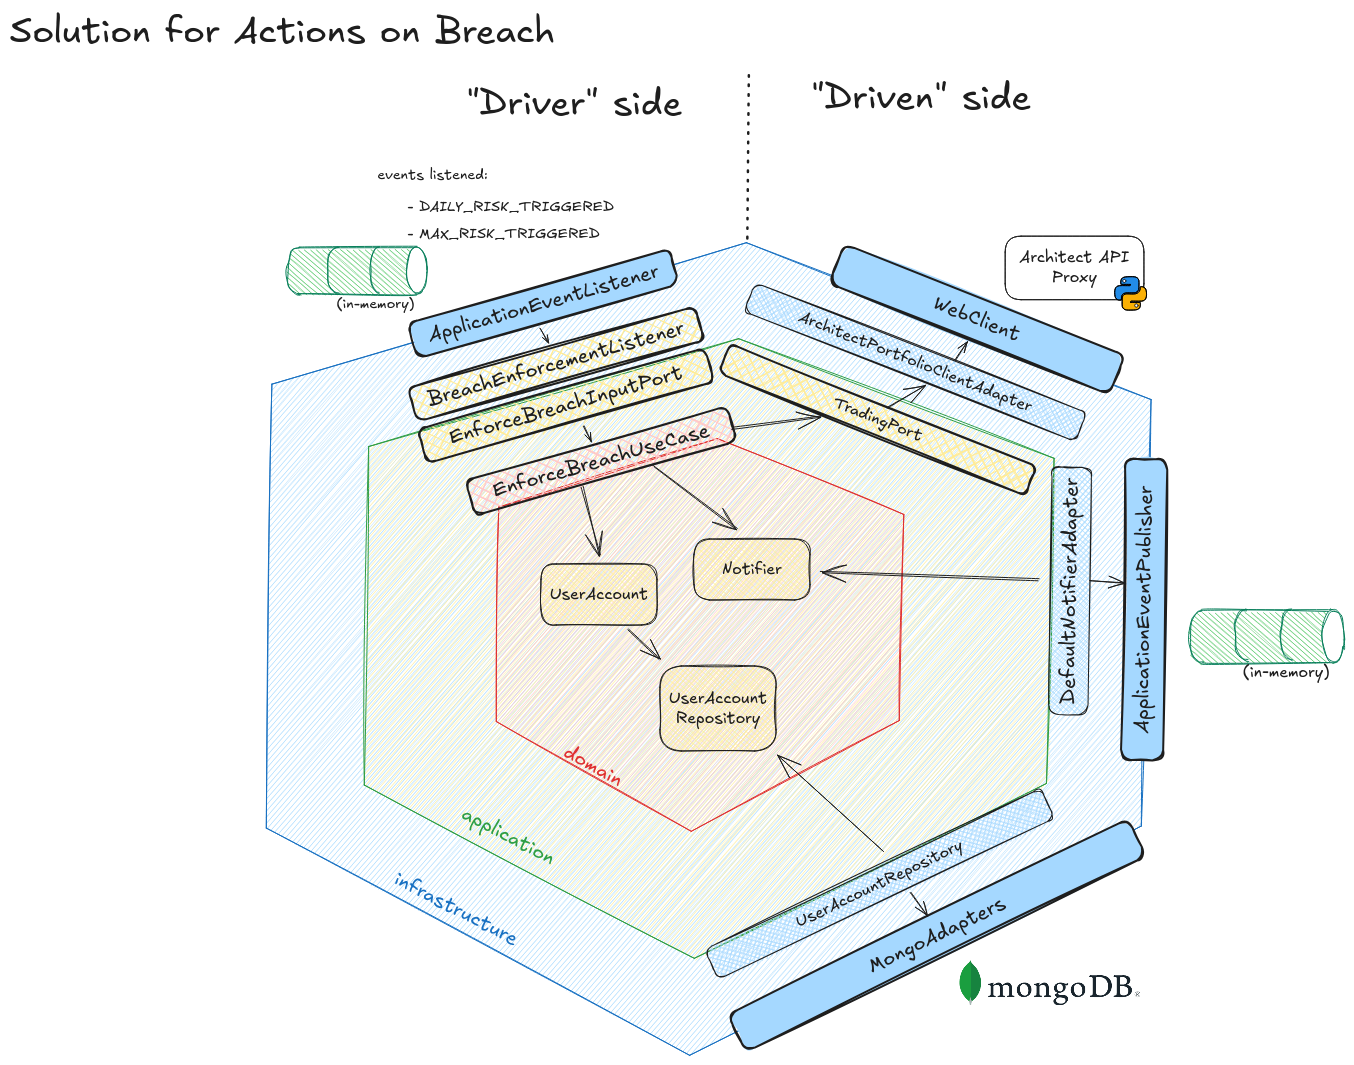 Solution for Actions on Breach
"Driver" side
"Driven" side
events listened:
- DAILY_RISK_TRIGGERED
- MAX_RISK_TRIGGERED
(in-memory)
ApplicationEventListener
BreachEnforcementListener
EnforceBreachInputPort
EnforceBreachUseCase
Architect API
Proxy
WebClient
ArchitectPortfolioClientAdapter
TradingPort
UserAccount
Notifier
UserAccount
Repository
DefaultNotifierAdapter
ApplicationEventPublisher
(in-memory)
domain
application
infrastructure
UserAccountRepository
MongoAdapters
mongoDB®